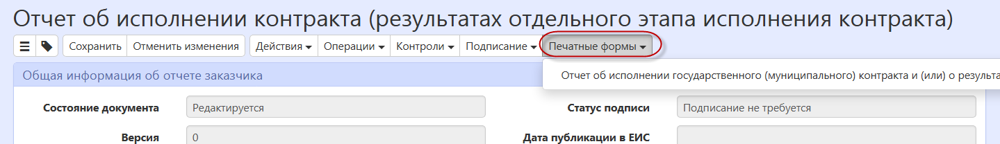 Отчет об исполнении контракта (результатах отдельного этапа исполнения контракта)
Сохранить Отменить изменения Действия Операции Контроли Подписание Печатные формы
Общая информация об отчете заказчика
Отчет об исполнении государственного (муниципального) контракта и (или) о результа
Состояние документа Редактируется Статус подписи Подписание не требуется
Версия 0 Дата публикации в ЕИС